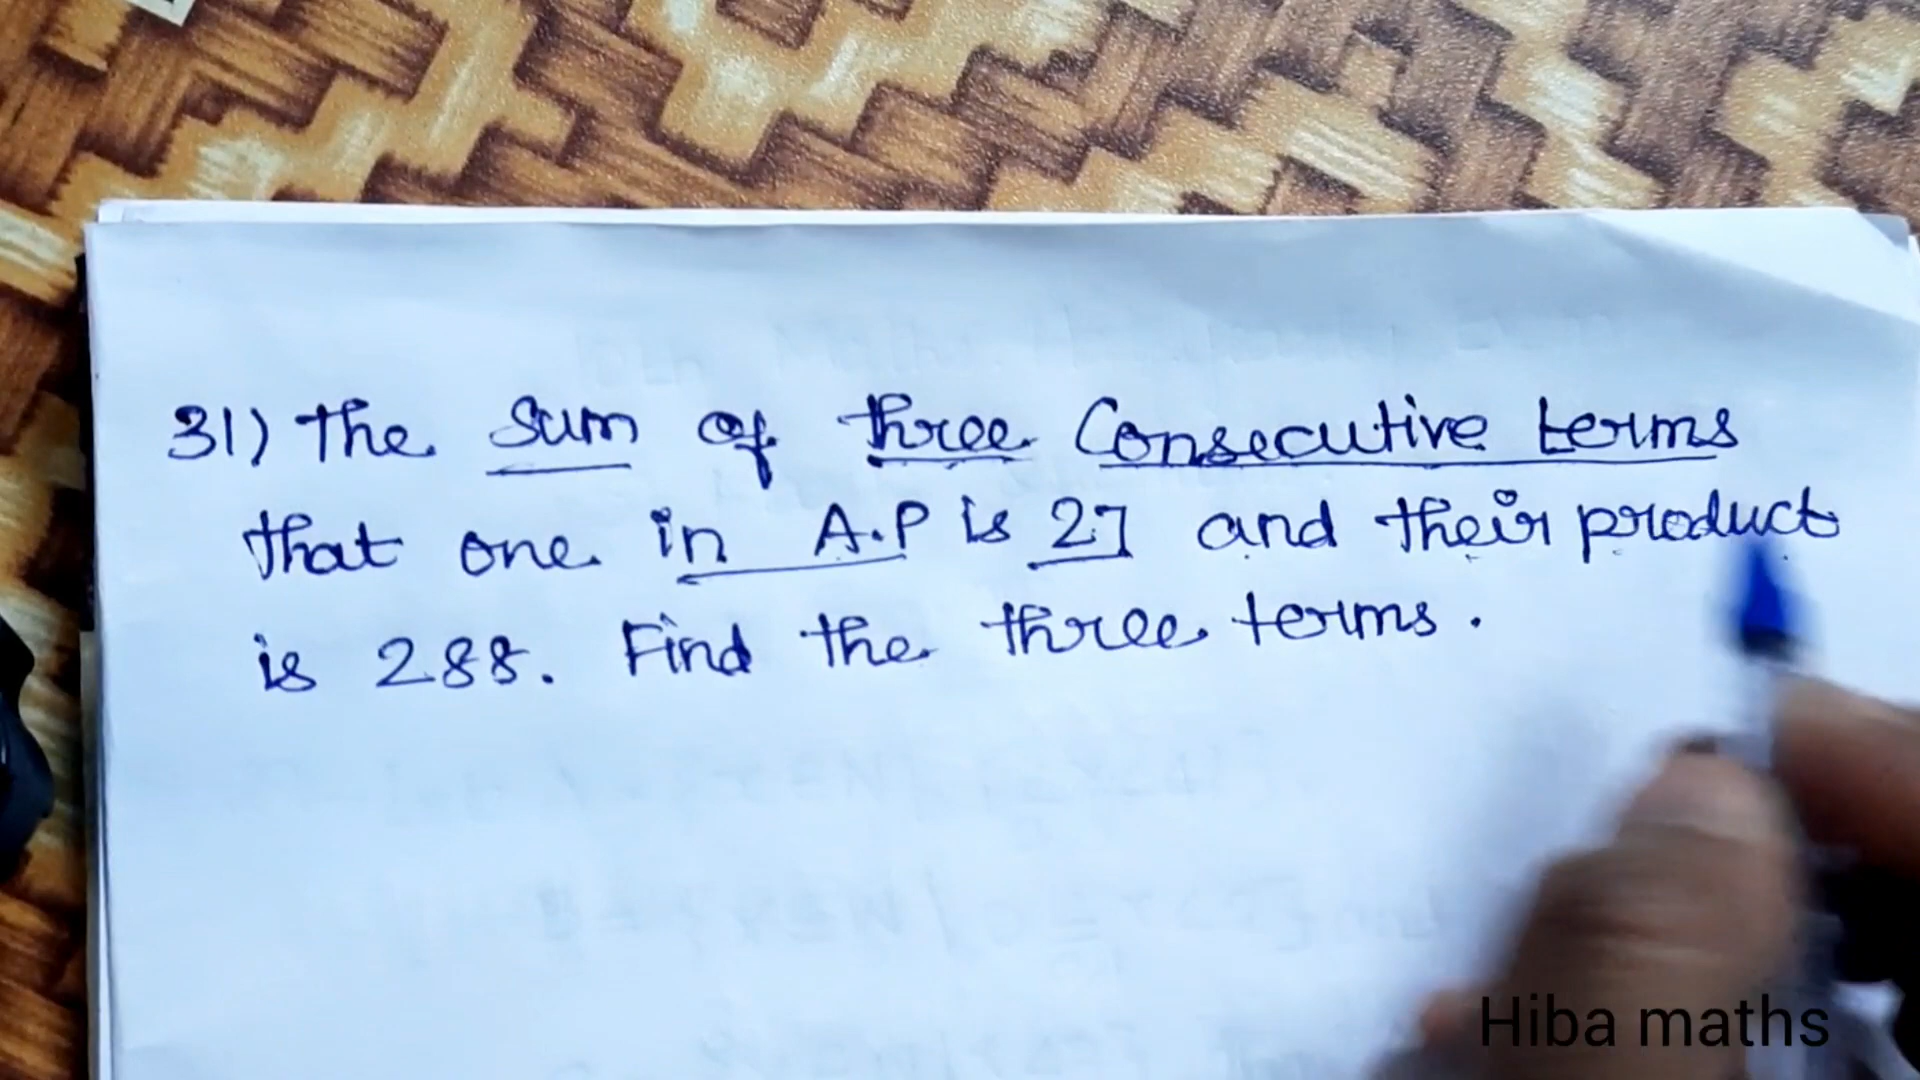 31) The sum of three consecutive terms
that one in A.P is 27 and their product
is 288. Find the three terms.
Hiba maths